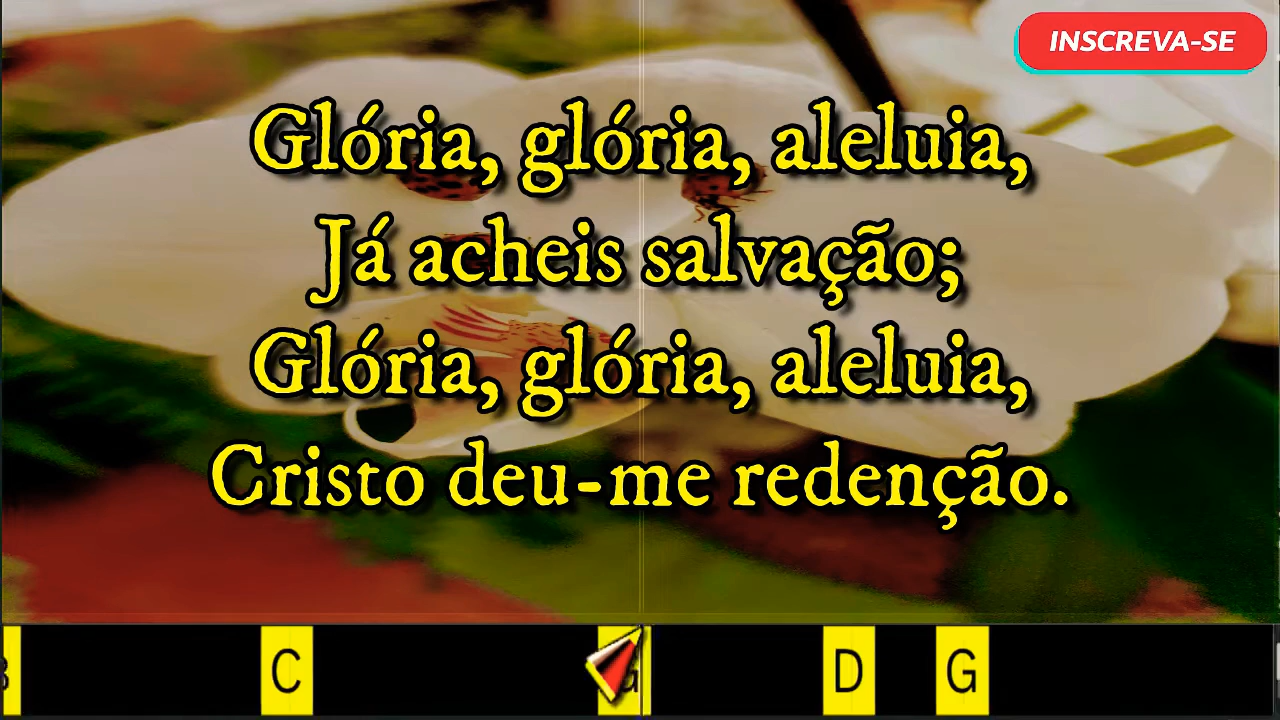 INSCREVA-SE
Glória, glória, aleluia,
Já acheis salvação;
Glória, glória, aleluia,
Cristo deu-me redenção.
C G D G